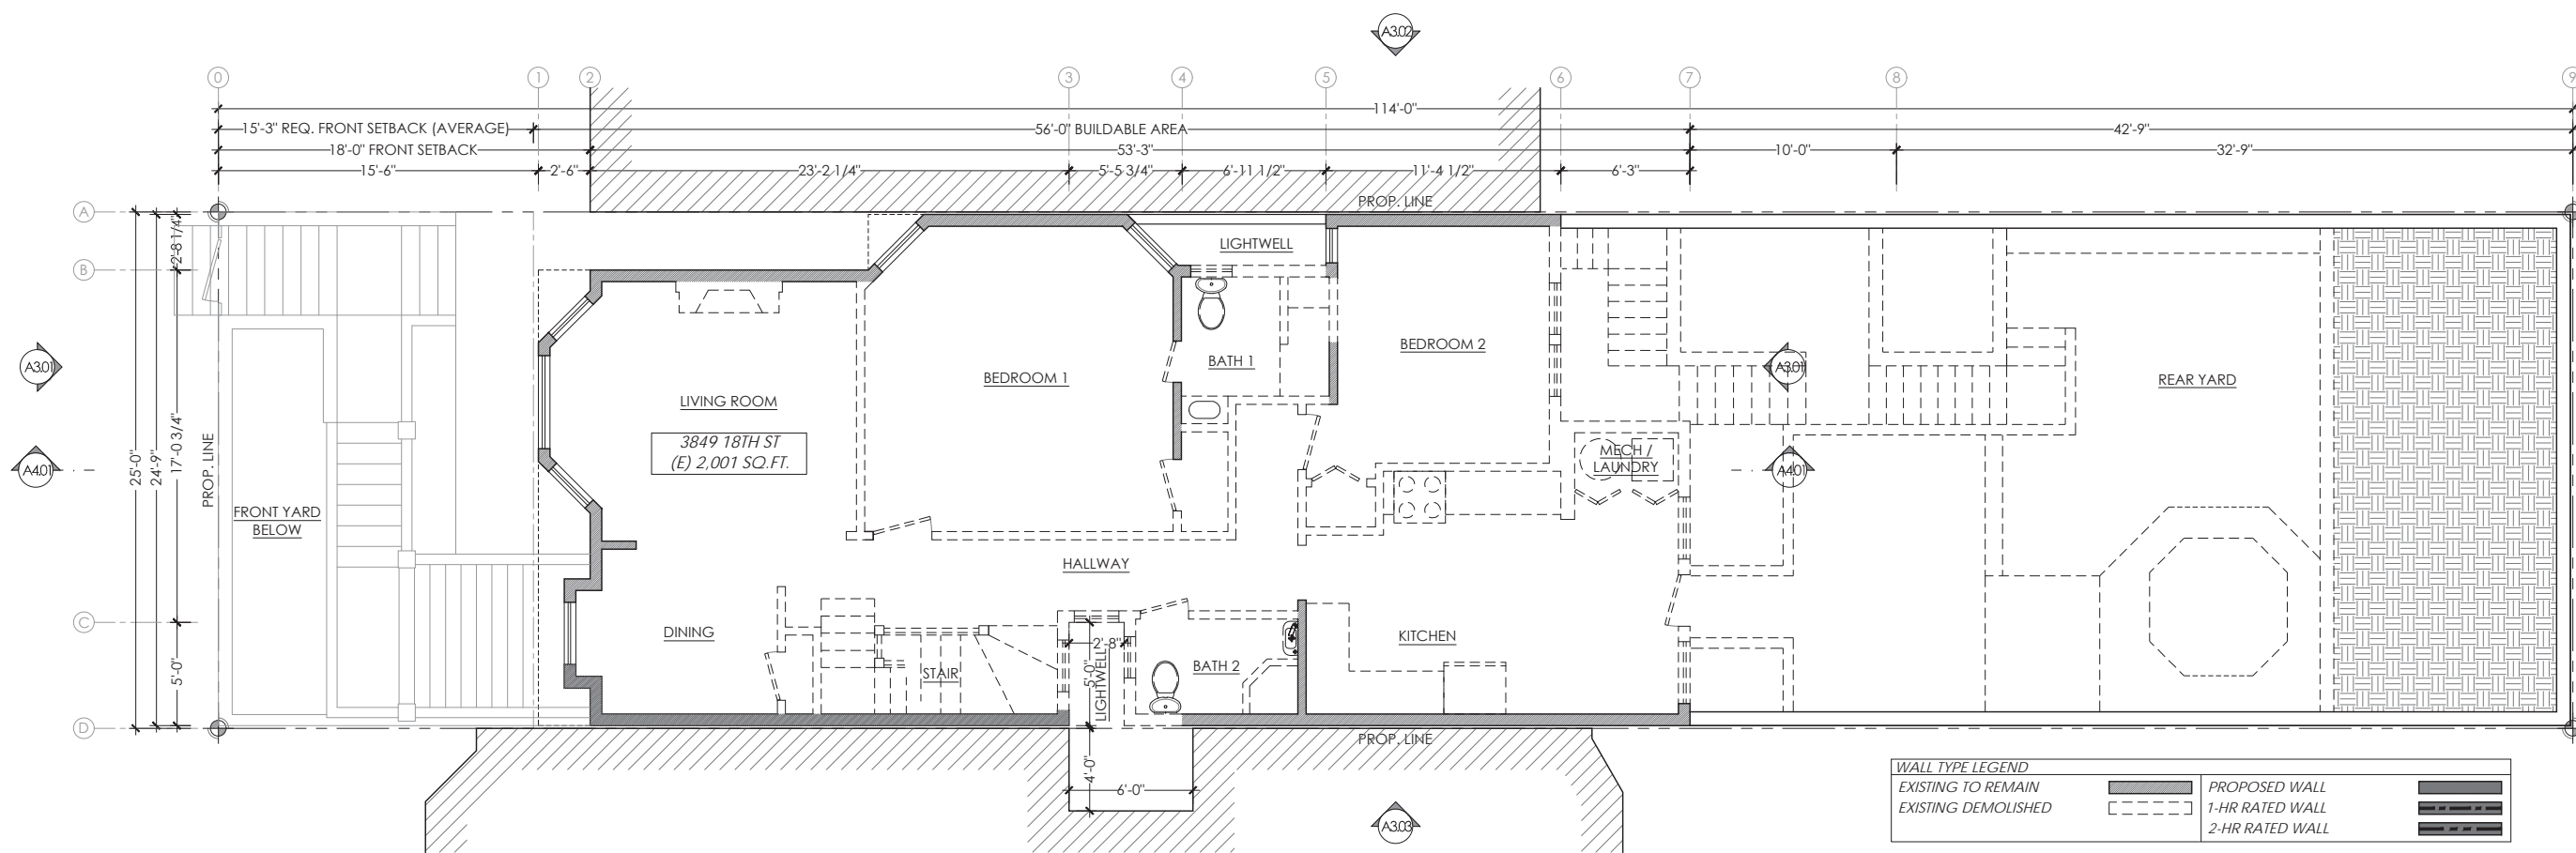 A3.02
0
1
2
3
4
5
6
7
8
9
114'-0"
15'-3" REQ. FRONT SETBACK (AVERAGE)
56'-0" BUILDABLE AREA
42'-9"
18'-0" FRONT SETBACK
53'-3"
10'-0"
32'-9"
15'-6"
2'-6"
23'-2 1/4"
5'-5 3/4"
6'-11 1/2"
11'-4 1/2"
6'-3"
A
B
C
D
25'-0"
24'-9"
2'-8 1/4"
17'-0 3/4"
5'-0"
PROP. LINE
PROP. LINE
PROP. LINE
A3.01
A4.01
A3.01
A4.01
LIGHTWELL
BEDROOM 2
BATH 1
BEDROOM 1
LIVING ROOM
3849 18TH ST
(E) 2,001 SQ.FT.
REAR YARD
MECH /
LAUNDRY
FRONT YARD
BELOW
HALLWAY
DINING
STAIR
2'-8"
5'-0"
LIGHTWELL
BATH 2
KITCHEN
4'-0"
6'-0"
A3.03
WALL TYPE LEGEND
EXISTING TO REMAIN
EXISTING DEMOLISHED
PROPOSED WALL
1-HR RATED WALL
2-HR RATED WALL